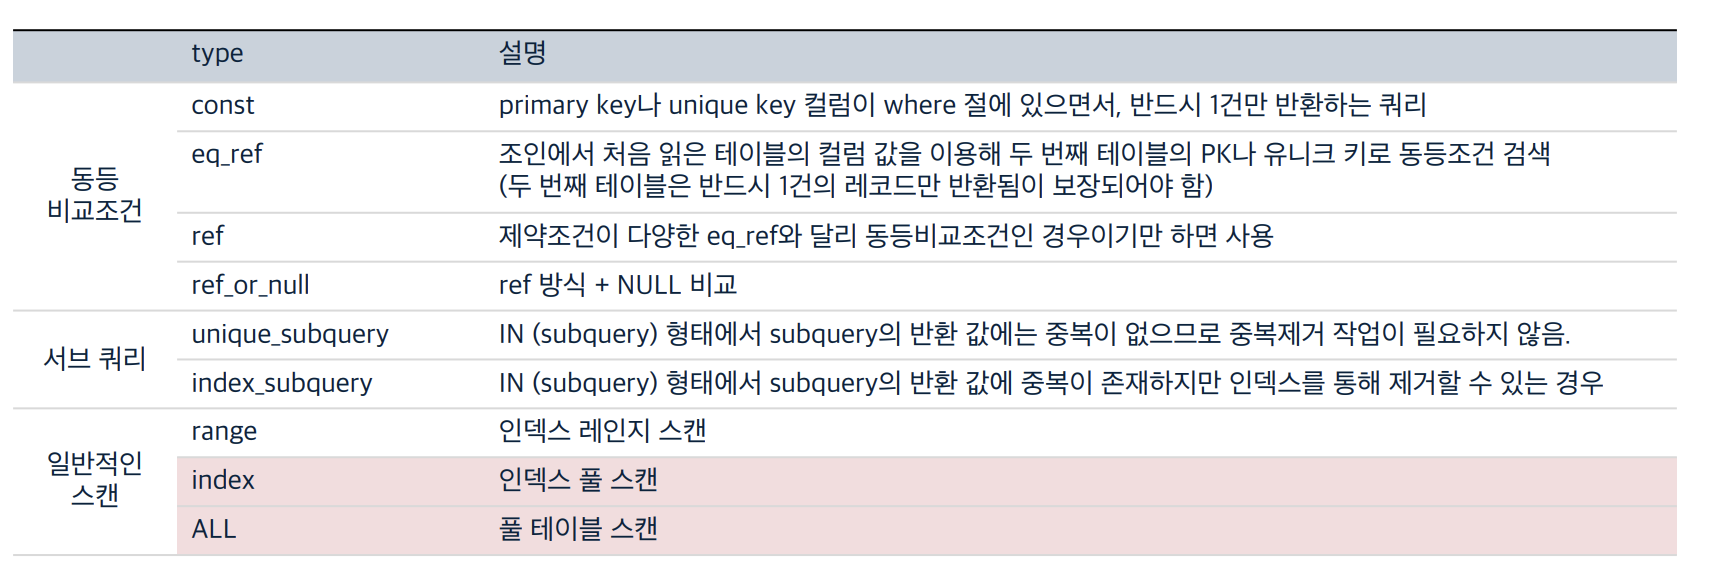 type 설명
동등
비교조건
const primary key나 unique key 컬럼이 where 절에 있으면서, 반드시 1건만 반환하는 쿼리
eq_ref 조인에서 처음 읽은 테이블의 컬럼 값을 이용해 두 번째 테이블의 PK나 유니크 키로 동등조건 검색
(두 번째 테이블은 반드시 1건의 레코드만 반환됨이 보장되어야 함)
ref 제약조건이 다양한 eq_ref와 달리 동등비교조건인 경우이기만 하면 사용
ref_or_null ref 방식 + NULL 비교
서브 쿼리
unique_subquery IN (subquery) 형태에서 subquery의 반환 값에는 중복이 없으므로 중복제거 작업이 필요하지 않음.
index_subquery IN (subquery) 형태에서 subquery의 반환 값에 중복이 존재하지만 인덱스를 통해 제거할 수 있는 경우
일반적인
스캔
range 인덱스 레인지 스캔
index 인덱스 풀 스캔
ALL 풀 테이블 스캔